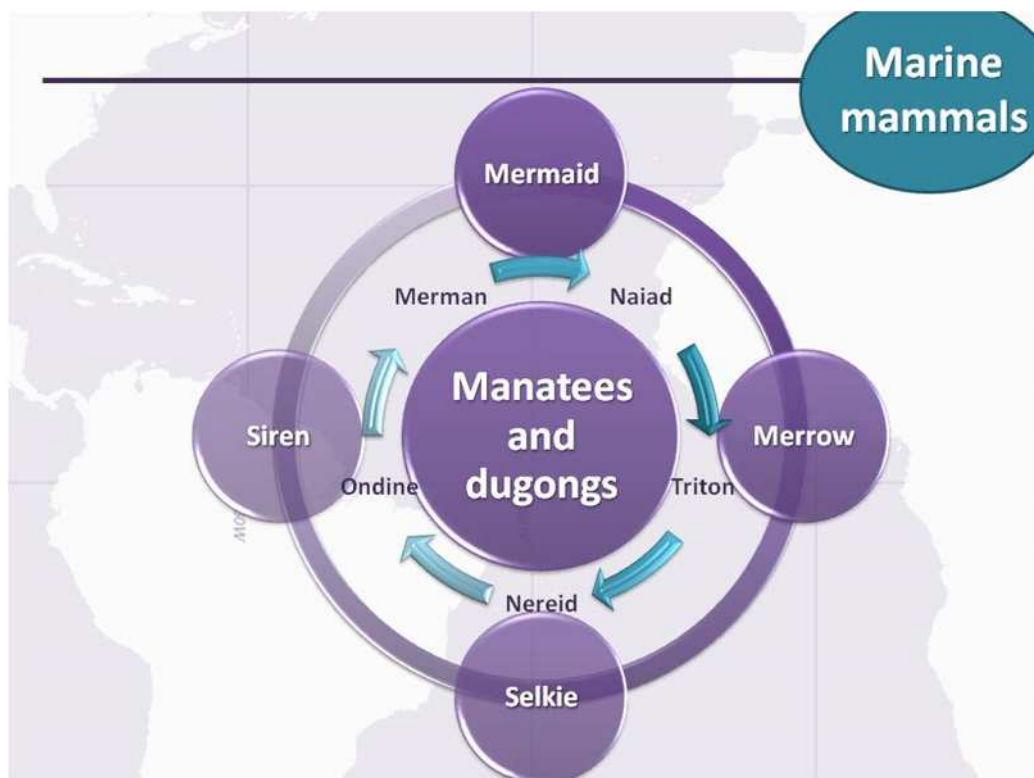 Marine
mammals
Mermaid
Merman
Naiad
Manatees
and
dugongs
Siren
Merrow
Ondine
Triton
Nereid
Selkie